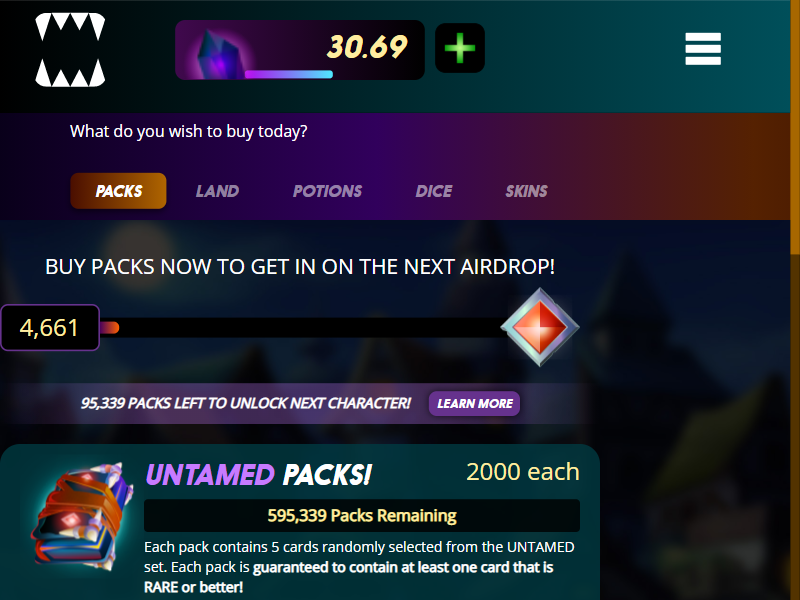 30.69
What do you wish to buy today?
PACKS LAND POTIONS DICE SKINS
BUY PACKS NOW TO GET IN ON THE NEXT AIRDROP!
4,661
95,339 PACKS LEFT TO UNLOCK NEXT CHARACTER! LEARN MORE
UNTAMED PACKS! 2000 each
595,339 Packs Remaining
Each pack contains 5 cards randomly selected from the UNTAMED
set. Each pack is guaranteed to contain at least one card that is
RARE or better!